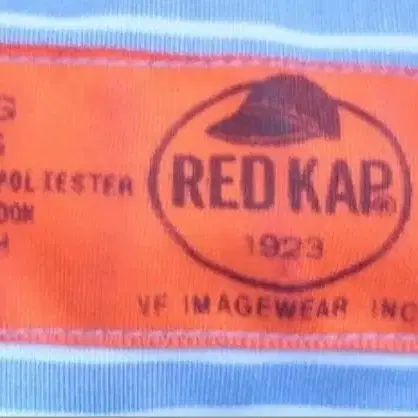 G
POLIESTER
RED KAP®
1923
VF IMAGEWEAR INC